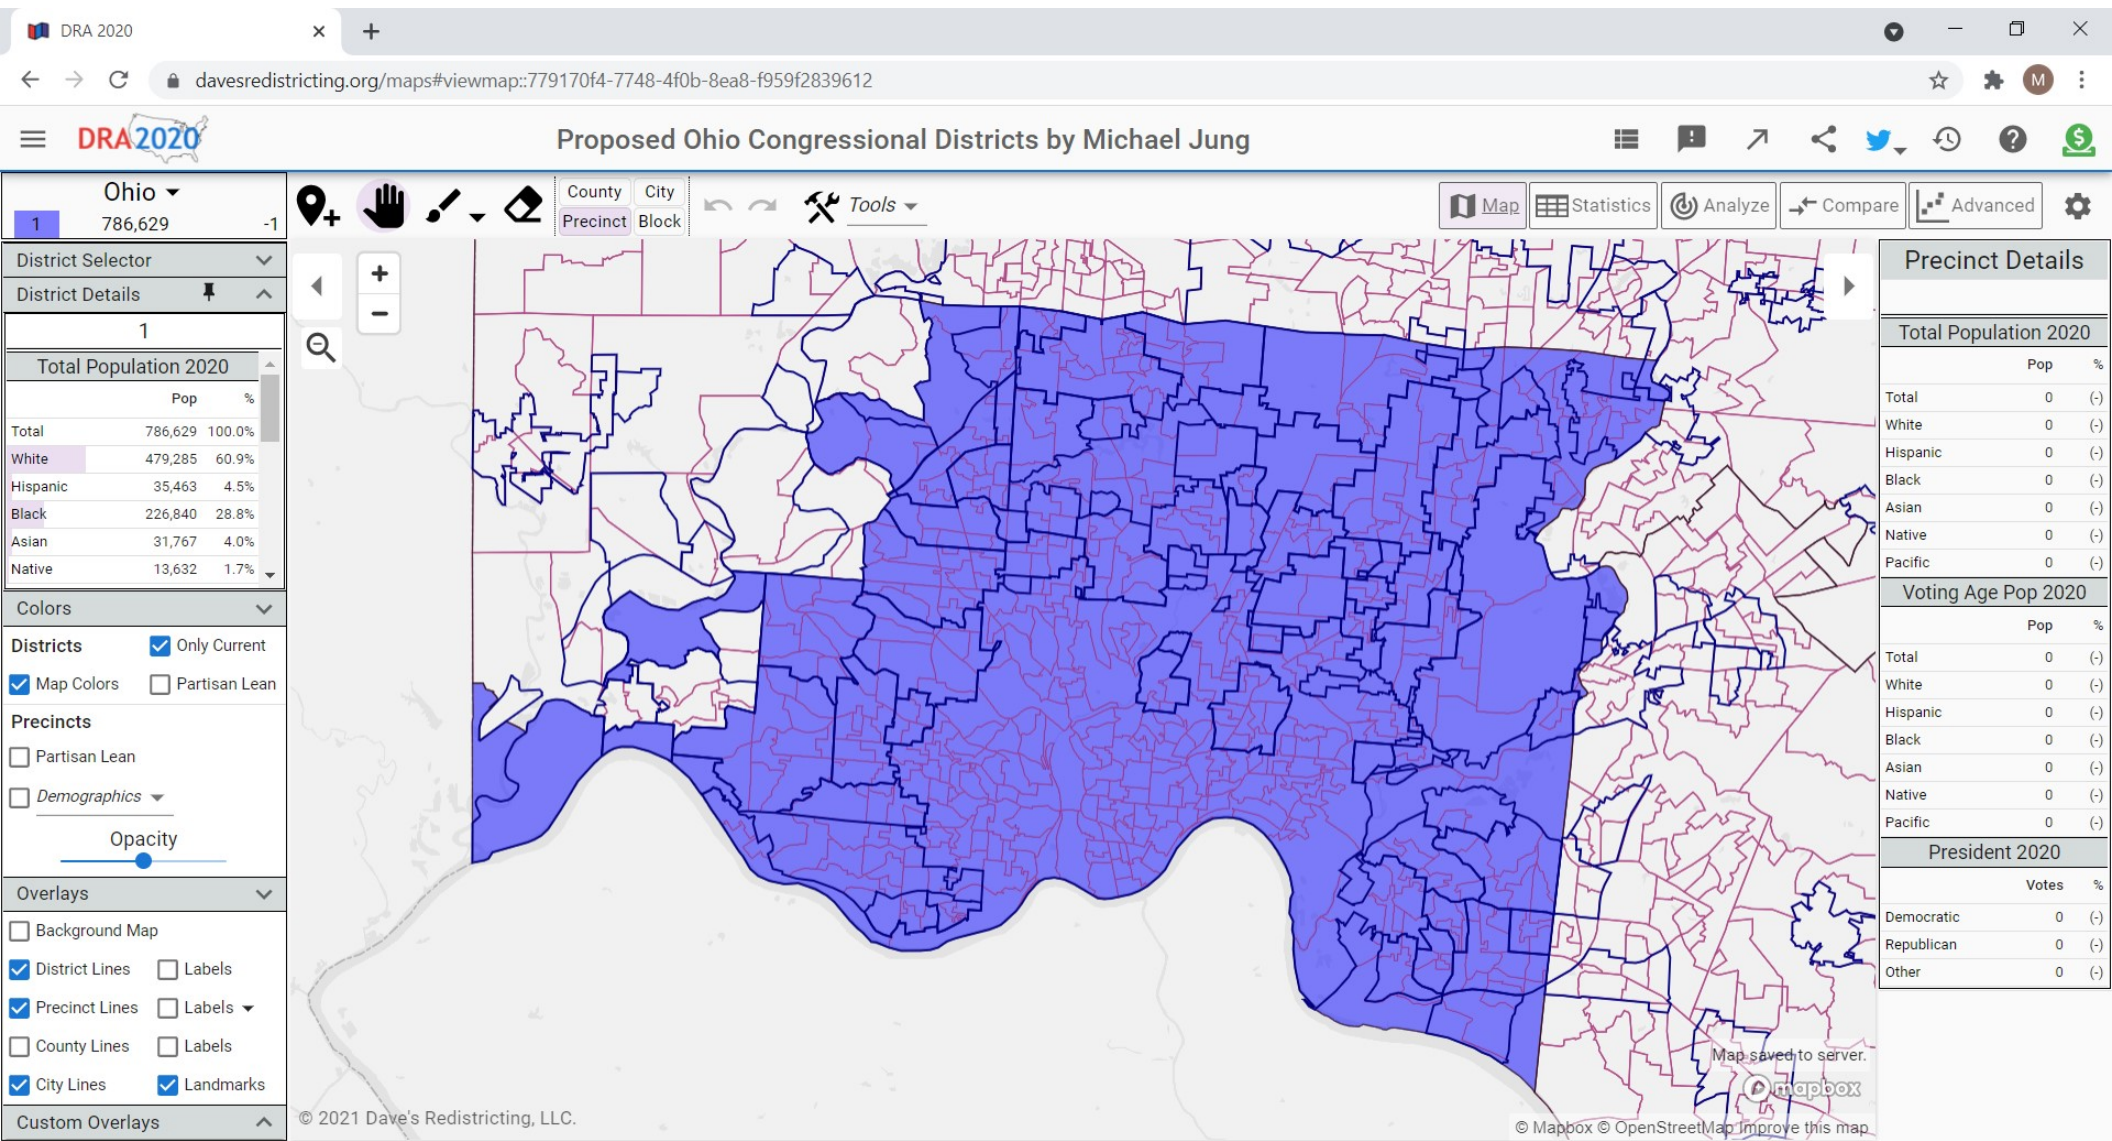 DRA 2020
davesredistricting.org/maps#viewmap::779170f4-7748-4f0b-8ea8-f959f2839612
M
DRA2020
Proposed Ohio Congressional Districts by Michael Jung
Ohio
1 786,629 -1
County City
Precinct Block
Tools
Map Statistics Analyze Compare Advanced
District Selector
District Details
1
Total Population 2020
Pop %
Total 786,629 100.0%
White 479,285 60.9%
Hispanic 35,463 4.5%
Black 226,840 28.8%
Asian 31,767 4.0%
Native 13,632 1.7%
Colors
Districts Only Current
Map Colors Partisan Lean
Precincts
Partisan Lean
Demographics
Opacity
Overlays
Background Map
District Lines Labels
Precinct Lines Labels
County Lines Labels
City Lines Landmarks
Custom Overlays
+
−
© 2021 Dave's Redistricting, LLC.
Map saved to server.
mapbox
© Mapbox © OpenStreetMap Improve this map
Precinct Details
Total Population 2020
Pop %
Total 0 (-)
White 0 (-)
Hispanic 0 (-)
Black 0 (-)
Asian 0 (-)
Native 0 (-)
Pacific 0 (-)
Voting Age Pop 2020
Pop %
Total 0 (-)
White 0 (-)
Hispanic 0 (-)
Black 0 (-)
Asian 0 (-)
Native 0 (-)
Pacific 0 (-)
President 2020
Votes %
Democratic 0 (-)
Republican 0 (-)
Other 0 (-)